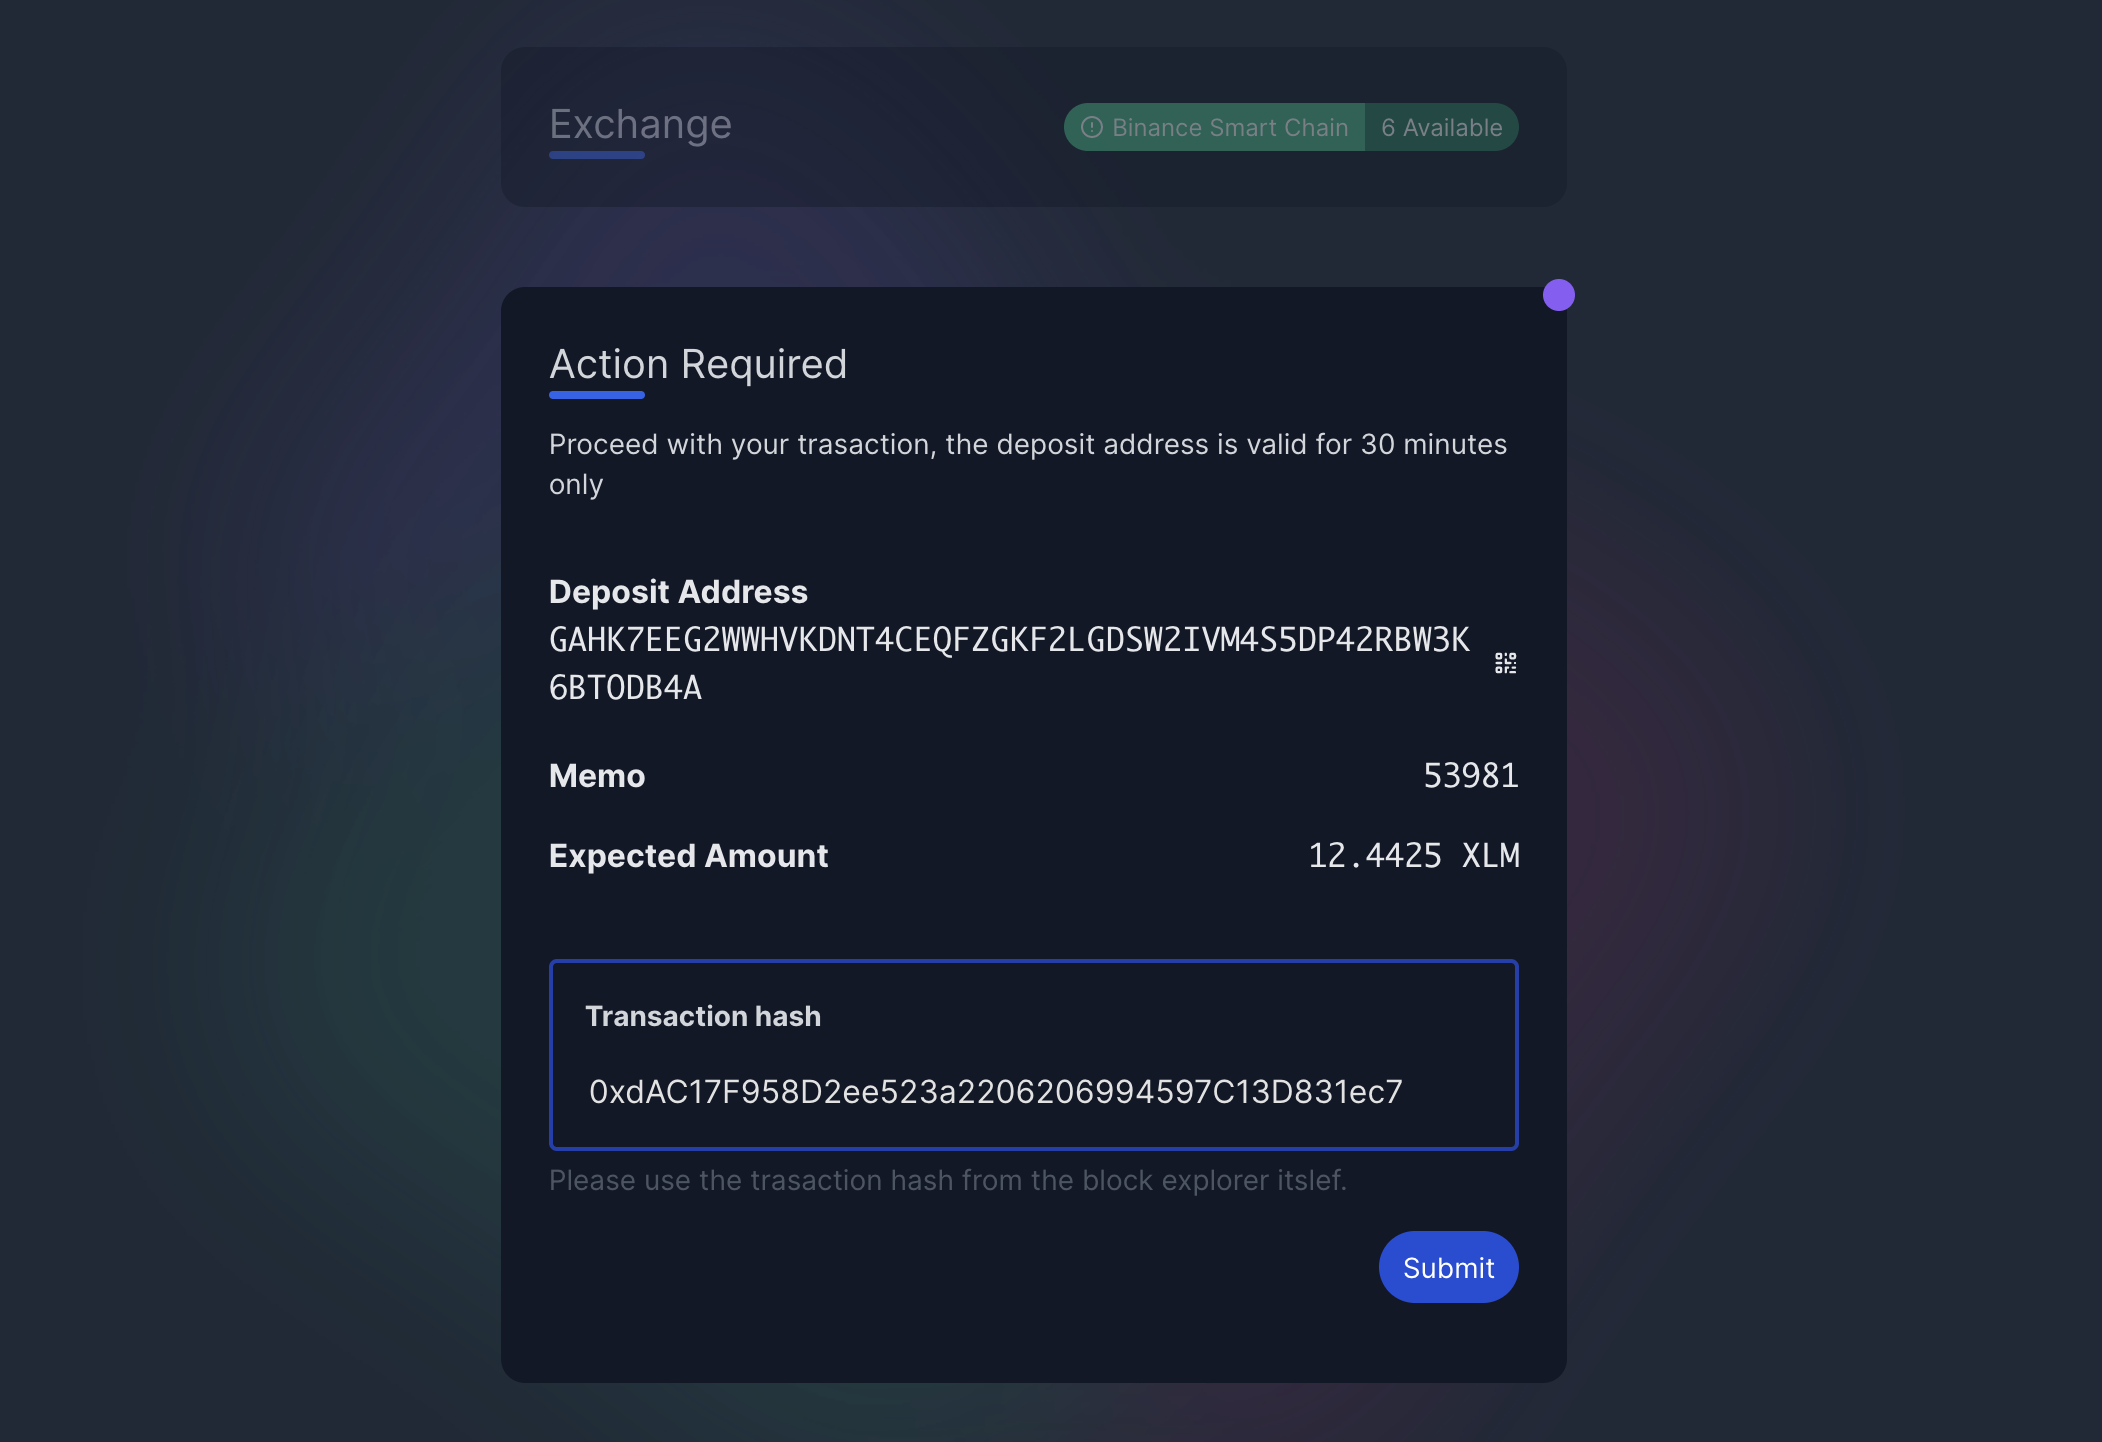 Exchange
Binance Smart Chain 6 Available
Action Required
Proceed with your trasaction, the deposit address is valid for 30 minutes
only
Deposit Address
GAHK7EEG2WWHVKDNT4CEQFZGKF2LGDSW2IVM4S5DP42RBW3K
6BTODB4A
Memo 53981
Expected Amount 12.4425 XLM
Transaction hash
0xdAC17F958D2ee523a2206206994597C13D831ec7
Please use the trasaction hash from the block explorer itslef.
Submit